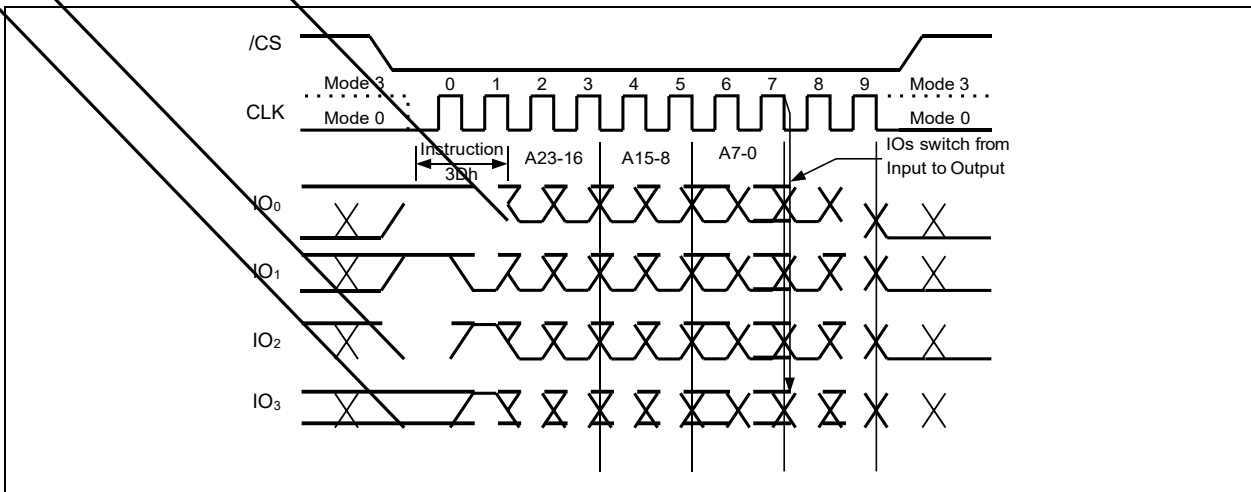 /CS
Mode 3 0 1 2 3 4 5 6 7 8 9 Mode 3
CLK
Mode 0 Mode 0
Instruction
3Dh
A23-16 A15-8 A7-0
IOs switch from
Input to Output
IO0
IO1
IO2
IO3